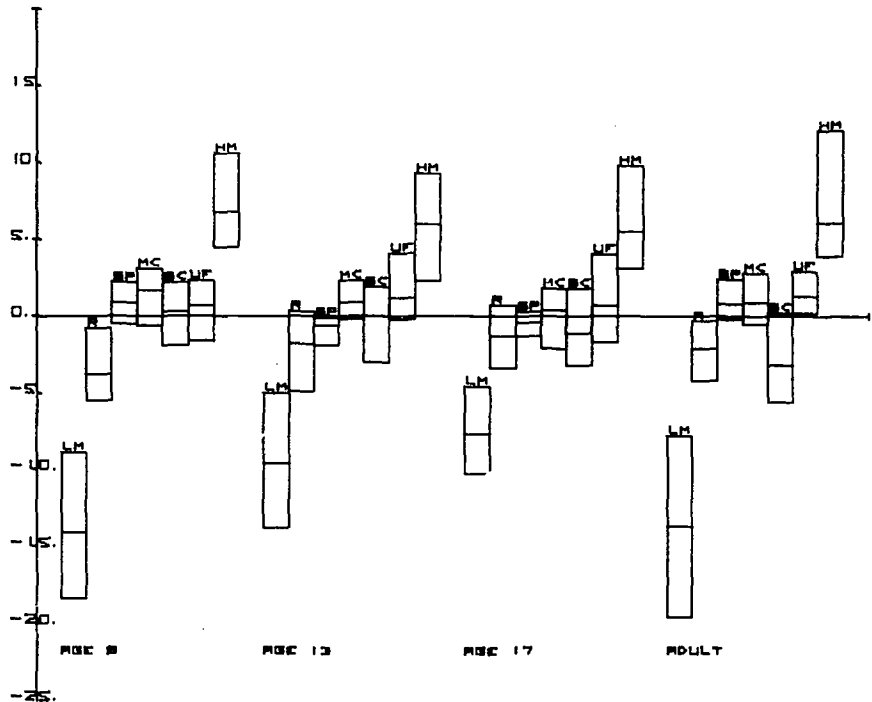 15.
10.
5.
0.
-5.
-10.
-15.
-20.
-25.
LM R SP MC BC UF HM
LM R SP MC BC UF HM
LM R SP MC BC UF HM
LM R SP MC BC UF HM
AGE 9 AGE 13 AGE 17 ADULT